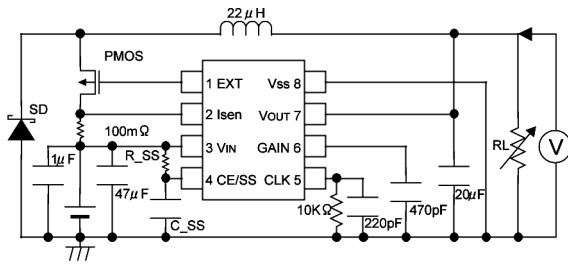 22μH
PMOS
SD
1 EXT
Vss 8
2 Isen
VOUT 7
100mΩ
3 VIN
GAIN 6
1μF
R_SS
4 CE/SS
CLK 5
RL
V
47μF
10KΩ
20μF
C_SS
220pF
470pF